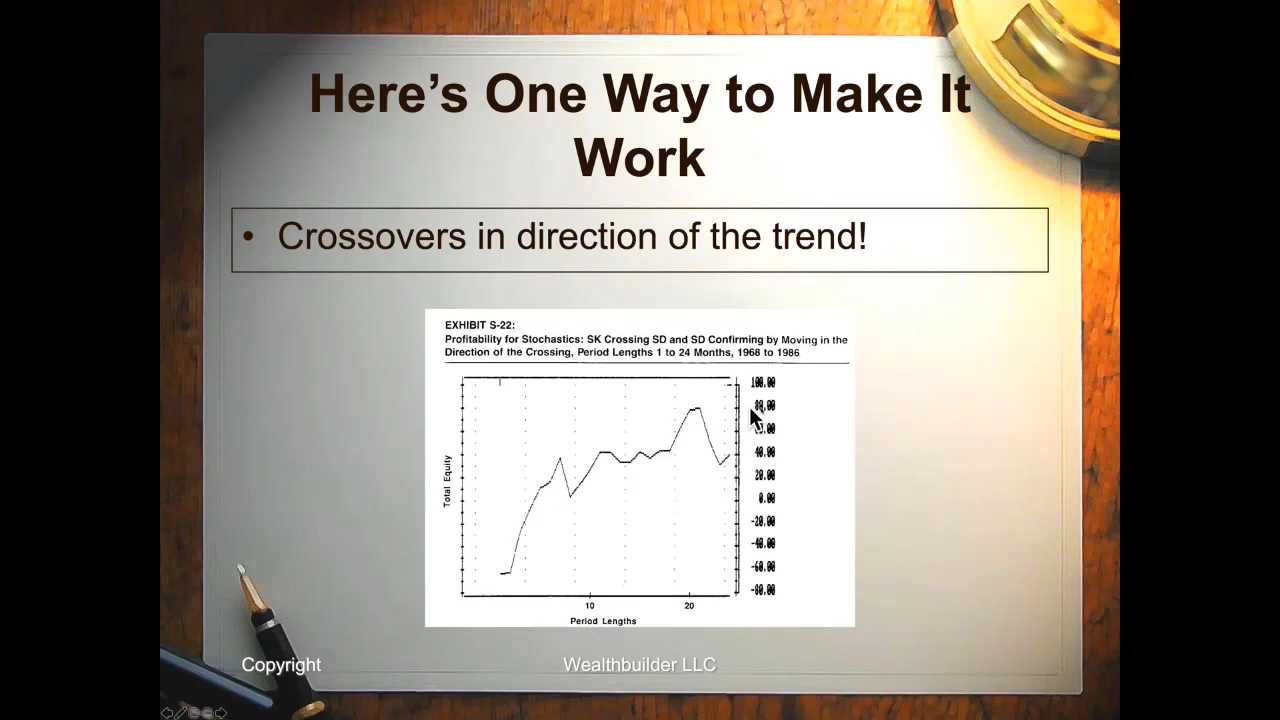 Here’s One Way to Make It
Work
• Crossovers in direction of the trend!
EXHIBIT S-22:
Profitability for Stochastics: SK Crossing SD and SD Confirming by Moving in the
Direction of the Crossing, Period Lengths 1 to 24 Months, 1968 to 1986
100.00
80.00
60.00
40.00
20.00
0.00
-20.00
-40.00
-60.00
-80.00
Total Equity
10 20
Period Lengths
Copyright Wealthbuilder LLC